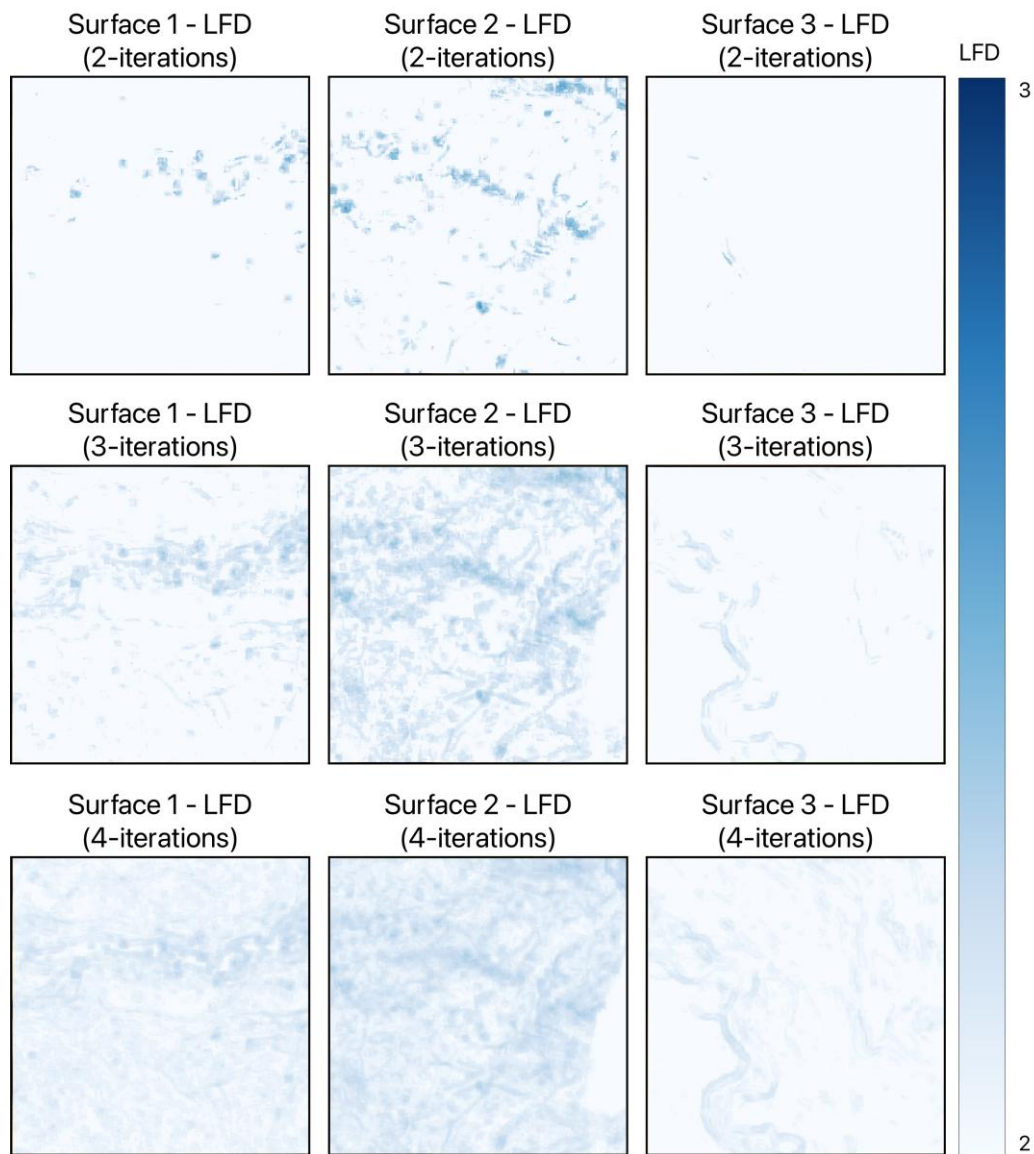 Surface 1 - LFD
(2-iterations)
Surface 2 - LFD
(2-iterations)
Surface 3 - LFD
(2-iterations)
LFD
3
Surface 1 - LFD
(3-iterations)
Surface 2 - LFD
(3-iterations)
Surface 3 - LFD
(3-iterations)
Surface 1 - LFD
(4-iterations)
Surface 2 - LFD
(4-iterations)
Surface 3 - LFD
(4-iterations)
2